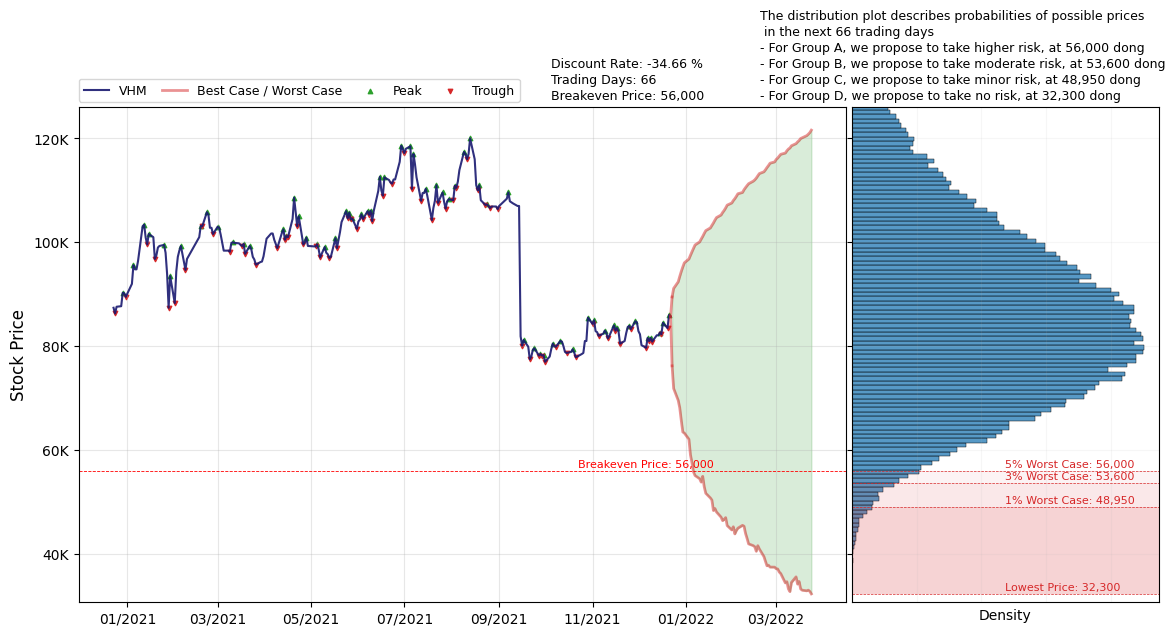 The distribution plot describes probabilities of possible prices
in the next 66 trading days
- For Group A, we propose to take higher risk, at 56,000 dong
- For Group B, we propose to take moderate risk, at 53,600 dong
- For Group C, we propose to take minor risk, at 48,950 dong
- For Group D, we propose to take no risk, at 32,300 dong
Discount Rate: -34.66 %
Trading Days: 66
Breakeven Price: 56,000
VHM
Best Case / Worst Case
Peak
Trough
Stock Price
120K
100K
80K
60K
40K
Breakeven Price: 56,000
5% Worst Case: 56,000
3% Worst Case: 53,600
1% Worst Case: 48,950
Lowest Price: 32,300
01/2021
03/2021
05/2021
07/2021
09/2021
11/2021
01/2022
03/2022
Density